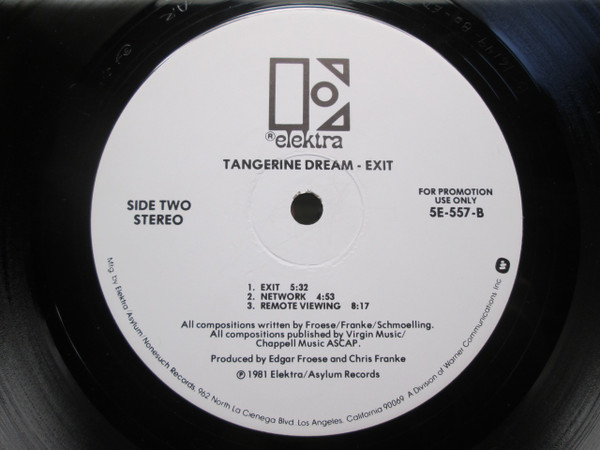 ® elektra
TANGERINE DREAM - EXIT
SIDE TWO
STEREO
FOR PROMOTION
USE ONLY
5E-557-B
1. EXIT 5:32
2. NETWORK 4:53
3. REMOTE VIEWING 8:17
All compositions written by Froese/Franke/Schmoelling.
All compositions published by Virgin Music/
Chappell Music ASCAP.
Produced by Edgar Froese and Chris Franke
℗ 1981 Elektra/Asylum Records
Mfg. by Elektra/Asylum/Nonesuch Records, 962 North La Cienega Blvd. Los Angeles, California 90069. A Division of Warner Communications Inc.